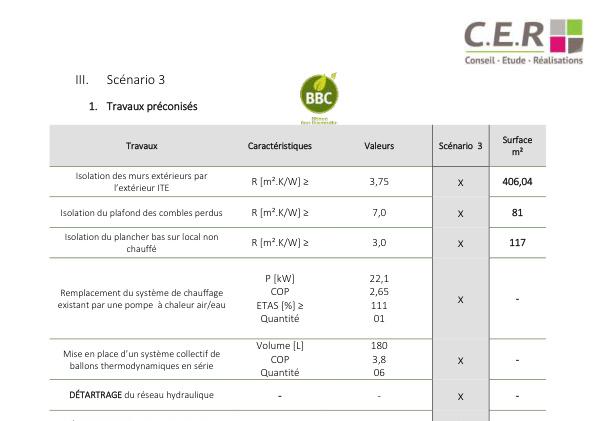 C.E.R
Conseil - Etude - Réalisations
III. Scénario 3
BBC
1. Travaux préconisés
Travaux Caractéristiques Valeurs Scénario 3 Surface
m²
Isolation des murs extérieurs par
l'extérieur ITE
R [m².K/W] ≥ 3,75 X 406,04
Isolation du plafond des combles perdus R [m².K/W] ≥ 7,0 X 81
Isolation du plancher bas sur local non
chauffé
R [m².K/W] ≥ 3,0 X 117
Remplacement du système de chauffage
existant par une pompe à chaleur air/eau
P [kW] 22,1
COP 2,65
ETAS [%] ≥ 111
Quantité 01
X -
Mise en place d'un système collectif de
ballons thermodynamiques en série
Volume [L] 180
COP 3,8
Quantité 06
X -
DÉTARTRAGE du réseau hydraulique - - X -